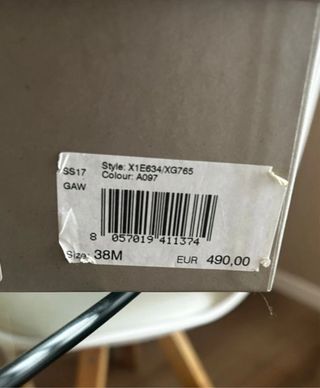 SS17 Style: X1E634/XG765
GAW Colour: A097
8 057019 411374
Size: 38M EUR 490,00